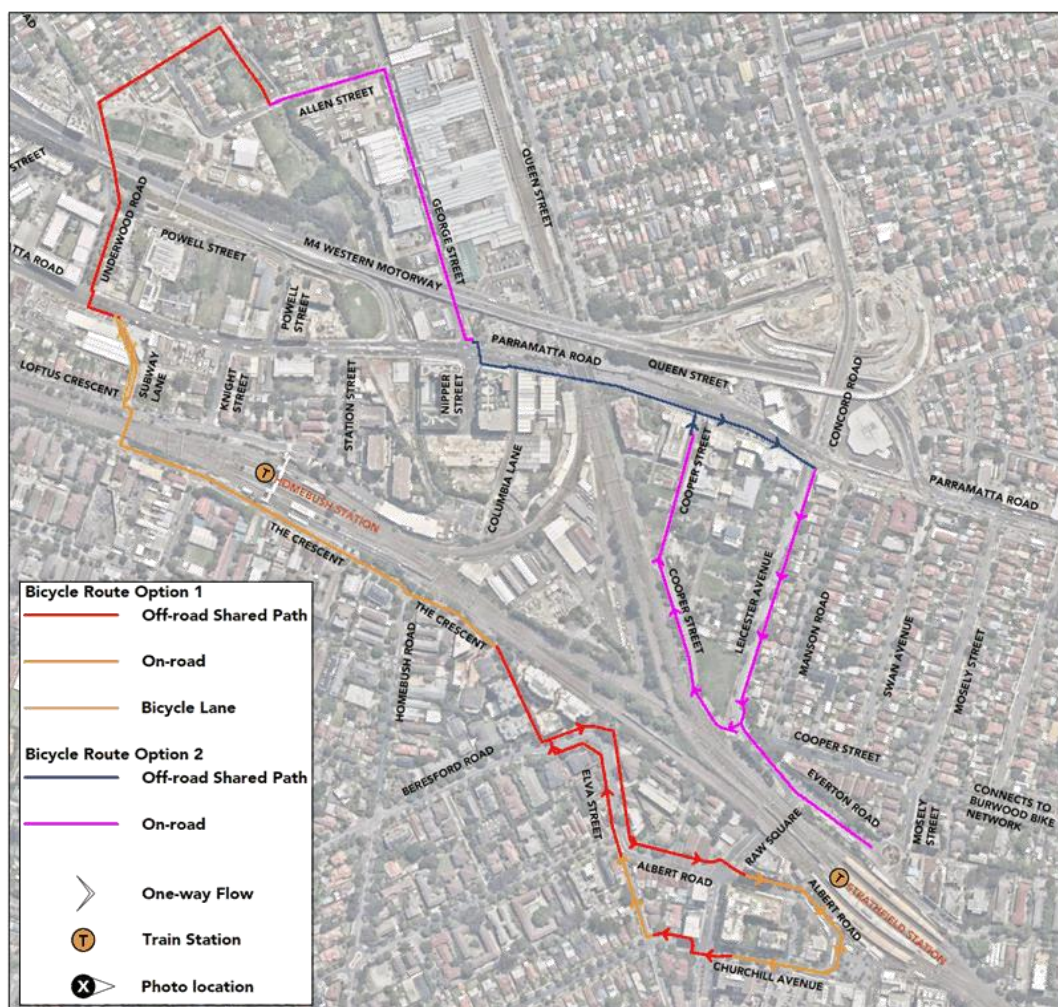 AD
ALLEN STREET
STREET
UNDERWOOD ROAD
POWELL STREET
M4 WESTERN MOTORWAY
GEORGE STREET
QUEEN STREET
ATTA ROAD
POWELL
STREET
PARRAMATTA ROAD
QUEEN STREET
CONCORD ROAD
LOFTUS CRESCENT
SUBWAY
LANE
KNIGHT
STREET
STATION STREET
NIPPER
STREET
COLUMBIA LANE
COOPER STREET
PARRAMATTA ROAD
HOMEBUSH STATION
T
THE CRESCENT
THE CRESCENT
HOMEBUSH ROAD
COOPER STREET
LEICESTER AVENUE
MANSON ROAD
SWAN AVENUE
MOSELY STREET
COOPER STREET
EVERTON ROAD
MOSELY
STREET
CONNECTS TO
BURWOOD BIKE
NETWORK
BERESFORD ROAD
ELVA STREET
RAW SQUARE
ALBERT ROAD
ALBERT ROAD
T
STRATHFIELD STATION
CHURCHILL AVENUE
Bicycle Route Option 1
Off-road Shared Path
On-road
Bicycle Lane
Bicycle Route Option 2
Off-road Shared Path
On-road
One-way Flow
T
Train Station
X
Photo location